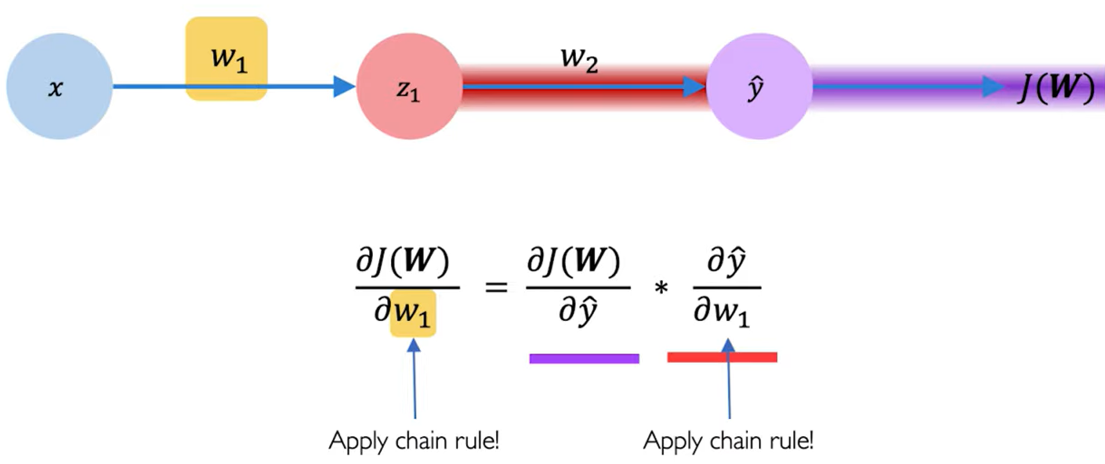 x w₁ z₁ w₂ ŷ J(W)
∂J(W)/∂w₁ = ∂J(W)/∂ŷ * ∂ŷ/∂w₁
Apply chain rule! Apply chain rule!